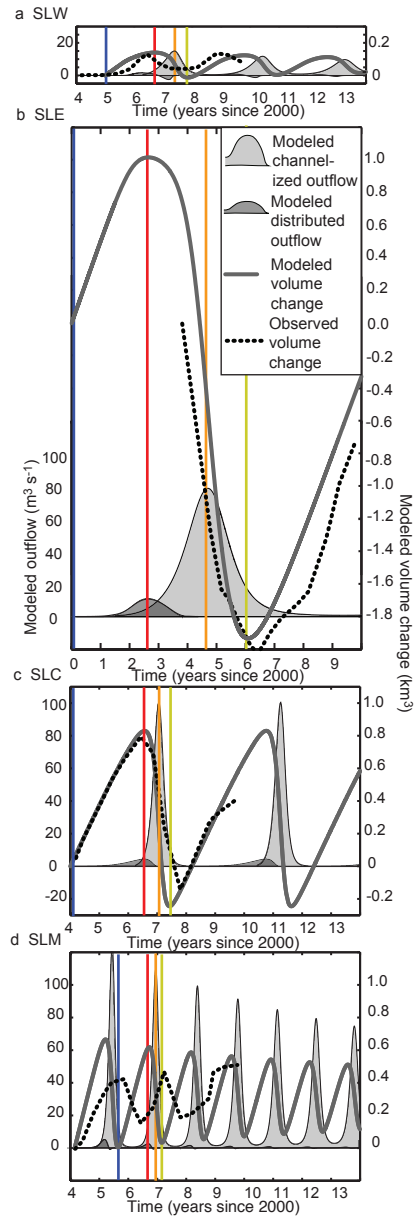 a SLW
20
10
0
0.2
0
4 5 6 7 8 9 10 11 12 13
Time (years since 2000)
b SLE
Modeled
channel-
ized outflow
Modeled
distributed
outflow
Modeled
volume
change
Observed
volume
change
1.0
0.8
0.6
0.4
0.2
0.0
-0.2
-0.4
-0.6
-0.8
-1.0
-1.2
-1.4
-1.6
-1.8
100
80
60
40
20
0
Modeled outflow (m³ s⁻¹)
Modeled volume change (km³)
0 1 2 3 4 5 6 7 8 9
Time (years since 2000)
c SLC
100
80
60
40
20
0
-20
1.0
0.8
0.6
0.4
0.2
0
-0.2
4 5 6 7 8 9 10 11 12 13
Time (years since 2000)
d SLM
100
80
60
40
20
0
1.0
0.8
0.6
0.4
0.2
0
4 5 6 7 8 9 10 11 12 13
Time (years since 2000)